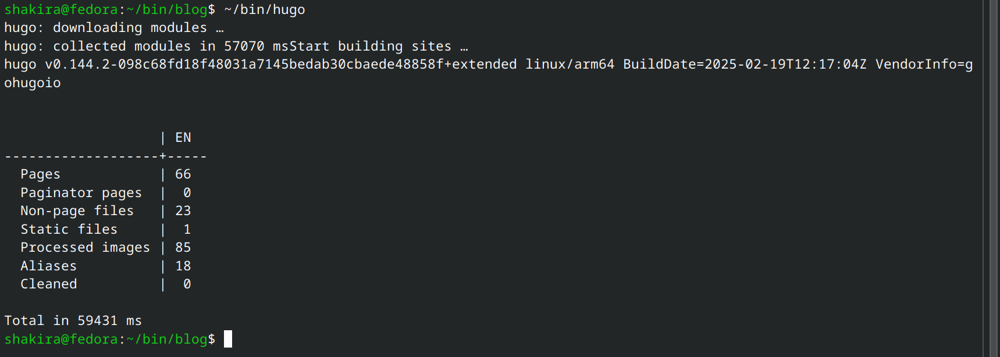 shakira@fedora:~/bin/blog$ ~/bin/hugo
hugo: downloading modules …
hugo: collected modules in 57070 msStart building sites …
hugo v0.144.2-098c68fd18f48031a7145bedab30cbaede48858f+extended linux/arm64 BuildDate=2025-02-19T12:17:04Z VendorInfo=g
ohugoio
                   | EN
-------------------+-----
  Pages            | 66
  Paginator pages  |  0
  Non-page files   | 23
  Static files     |  1
  Processed images | 85
  Aliases          | 18
  Cleaned          |  0
Total in 59431 ms
shakira@fedora:~/bin/blog$